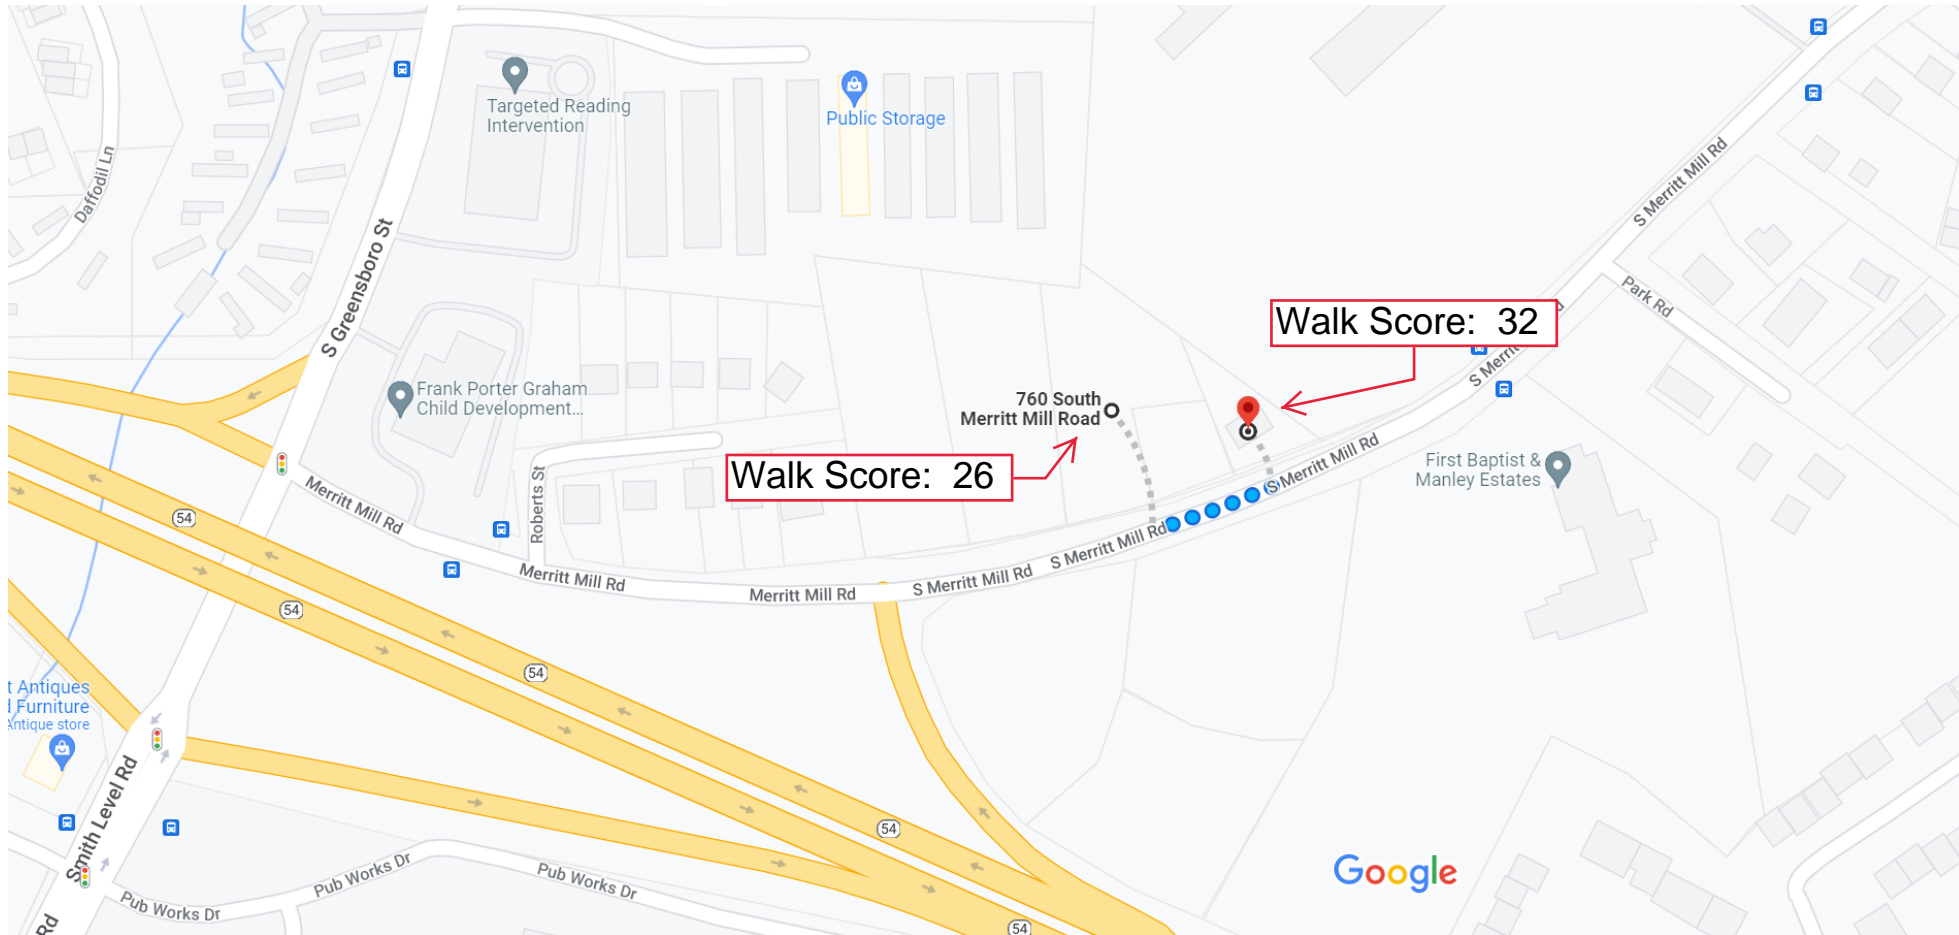 Targeted Reading
Intervention
Public Storage
Daffodil Ln
S Greensboro St
S Merritt Mill Rd
Park Rd
Walk Score:  32
S Merritt
Frank Porter Graham
Child Development...
760 South
Merritt Mill Road
Walk Score:  26
S Merritt Mill Rd
First Baptist &
Manley Estates
Merritt Mill Rd
Roberts St
S Merritt Mill Rd
Merritt Mill Rd
Merritt Mill Rd
S Merritt Mill Rd
54
54
54
t Antiques
d Furniture
Antique store
Smith Level Rd
54
Pub Works Dr
Pub Works Dr
Pub Works Dr
Google
54
Rd